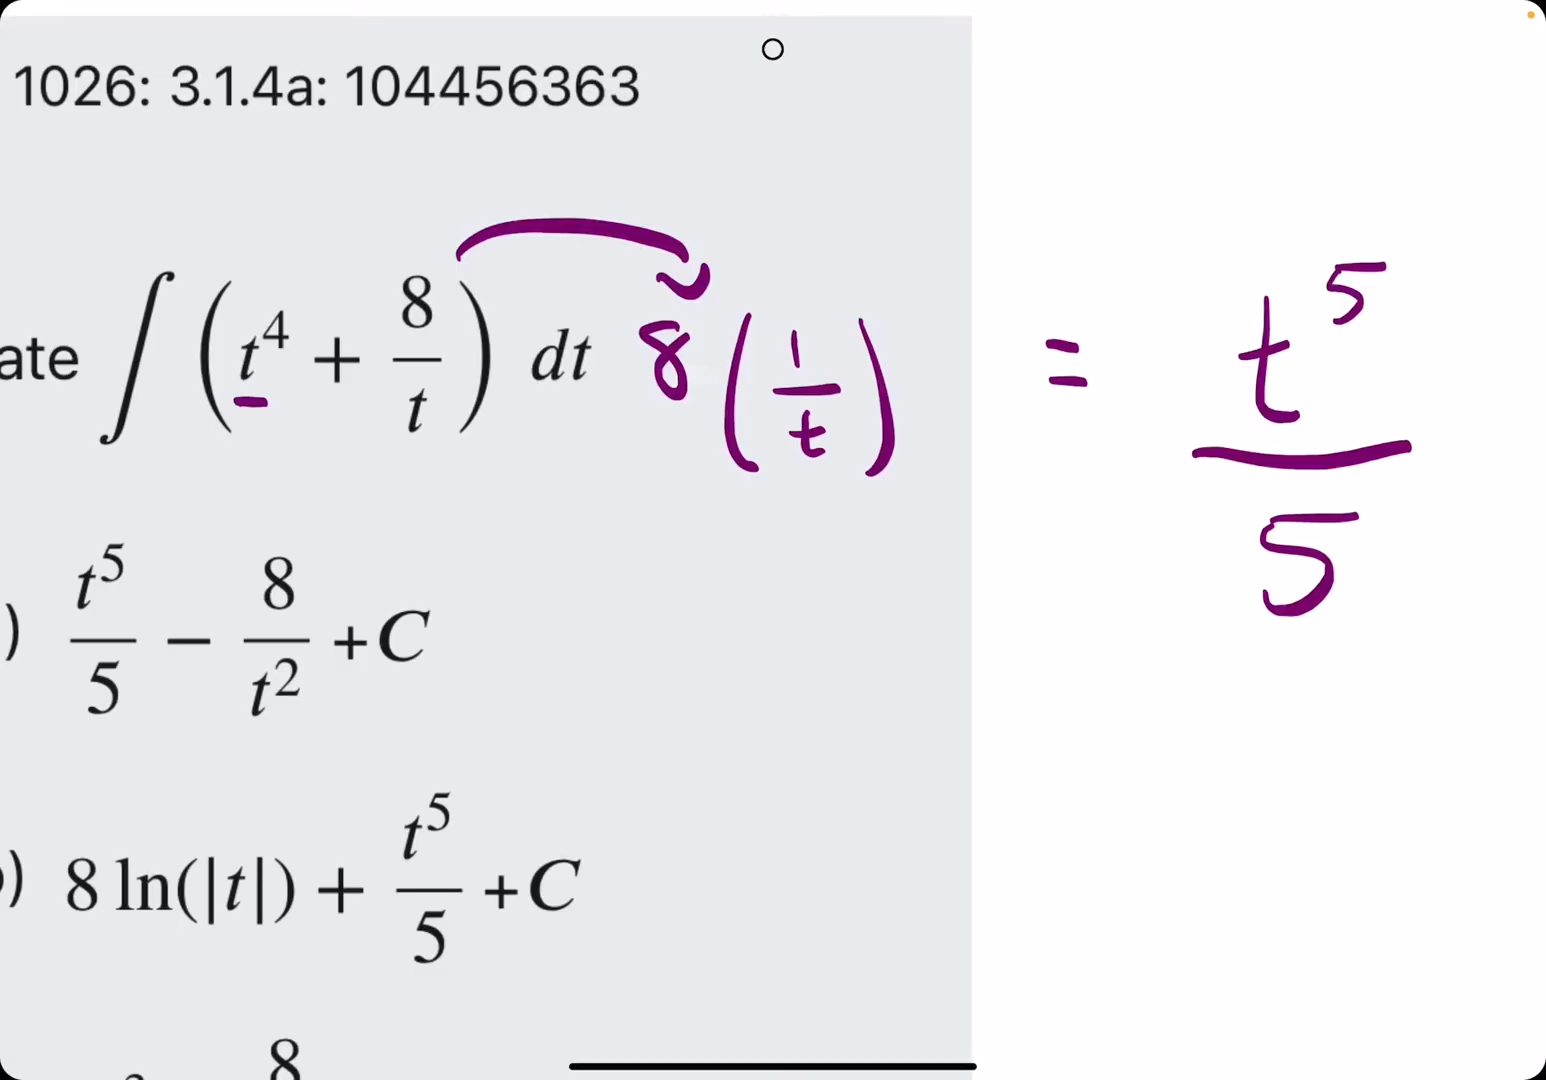 1026: 3.1.4a: 104456363
ate ∫ (t⁴ + 8/t) dt 8 (1/t) = t⁵/5
) t⁵/5 − 8/t² +C
) 8 ln(|t|) + t⁵/5 +C
8